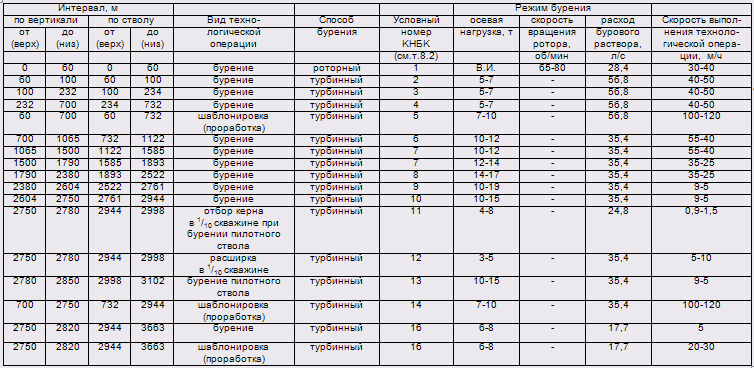 Интервал, м | Вид техно-логической операции | Способ бурения | Условный номер КНБК (см.т.8.2) | Режим бурения | Скорость выпол-нения техноло-гической опера-ции, м/ч
по вертикали | по стволу | осевая нагрузка, т | скорость вращения ротора, об/мин | расход бурового раствора, л/с
от (верх) | до (низ) | от (верх) | до (низ)
0 | 60 | 0 | 60 | бурение | роторный | 1 | В.И. | 65-80 | 28,4 | 30-40
60 | 100 | 60 | 100 | бурение | турбинный | 2 | 5-7 | - | 56,8 | 40-50
100 | 232 | 100 | 234 | бурение | турбинный | 3 | 5-7 | - | 56,8 | 40-50
232 | 700 | 234 | 732 | бурение | турбинный | 4 | 5-7 | - | 56,8 | 40-50
60 | 700 | 60 | 732 | шаблонировка (проработка) | турбинный | 5 | 7-10 | - | 56,8 | 100-120
700 | 1065 | 732 | 1122 | бурение | турбинный | 6 | 10-12 | - | 35,4 | 55-40
1065 | 1500 | 1122 | 1585 | бурение | турбинный | 7 | 10-12 | - | 35,4 | 55-40
1500 | 1790 | 1585 | 1893 | бурение | турбинный | 7 | 12-14 | - | 35,4 | 35-25
1790 | 2380 | 1893 | 2522 | бурение | турбинный | 8 | 14-17 | - | 35,4 | 35-25
2380 | 2604 | 2522 | 2761 | бурение | турбинный | 9 | 10-19 | - | 35,4 | 9-5
2604 | 2750 | 2761 | 2944 | бурение | турбинный | 10 | 10-15 | - | 35,4 | 9-5
2750 | 2780 | 2944 | 2998 | отбор керна в 1/10 скважине при бурении пилотного ствола | турбинный | 11 | 4-8 | - | 24,8 | 0,9-1,5
2750 | 2780 | 2944 | 2998 | расширка в 1/10 скважине | турбинный | 12 | 3-5 | - | 35,4 | 5-10
2780 | 2850 | 2998 | 3102 | бурение пилотного ствола | турбинный | 13 | 10-15 | - | 35,4 | 9-5
700 | 2750 | 732 | 2944 | шаблонировка (проработка) | турбинный | 14 | 7-10 | - | 35,4 | 100-120
2750 | 2820 | 2944 | 3663 | бурение | турбинный | 16 | 6-8 | - | 17,7 | 5
2750 | 2820 | 2944 | 3663 | шаблонировка (проработка) | турбинный | 16 | 6-8 | - | 17,7 | 20-30